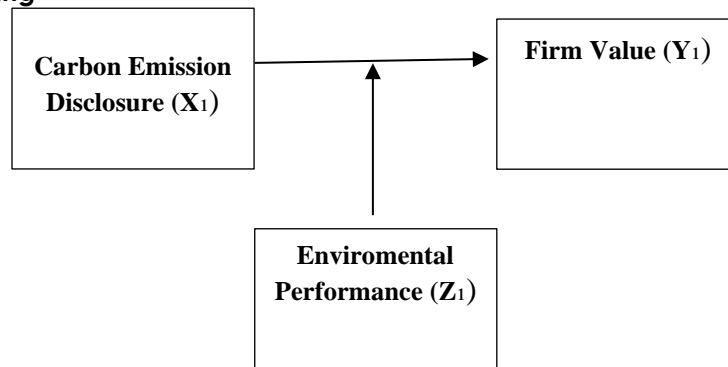 Carbon Emission
Disclosure (X1)
Firm Value (Y1)
Enviromental
Performance (Z1)